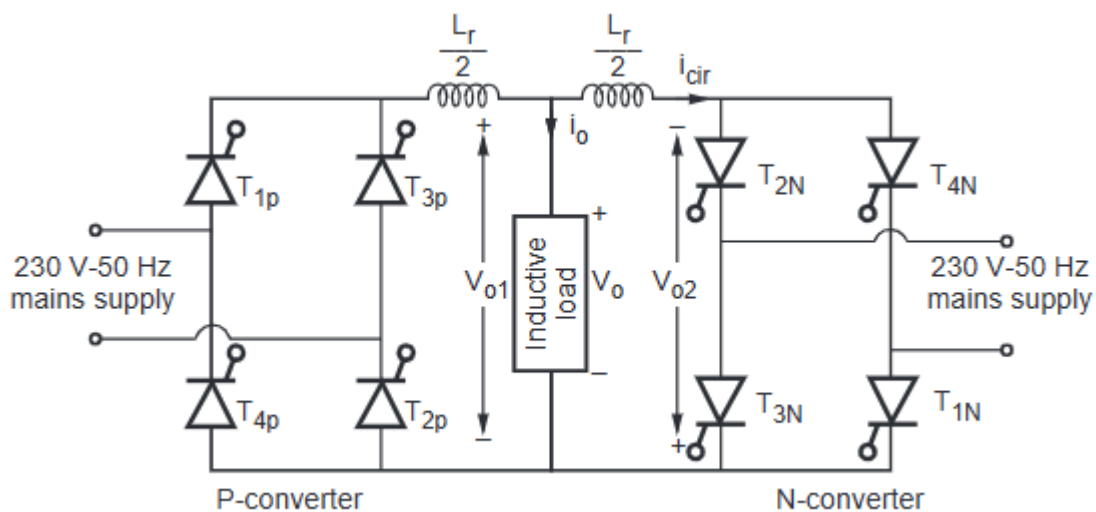 L_r
2
L_r
2
i_cir
+
–
i_o
T_1p
T_3p
T_2N
T_4N
+
230 V-50 Hz
mains supply
V_o1
Inductive
load
V_o
V_o2
230 V-50 Hz
mains supply
–
T_4p
T_2p
T_3N
T_1N
–
+
P-converter
N-converter